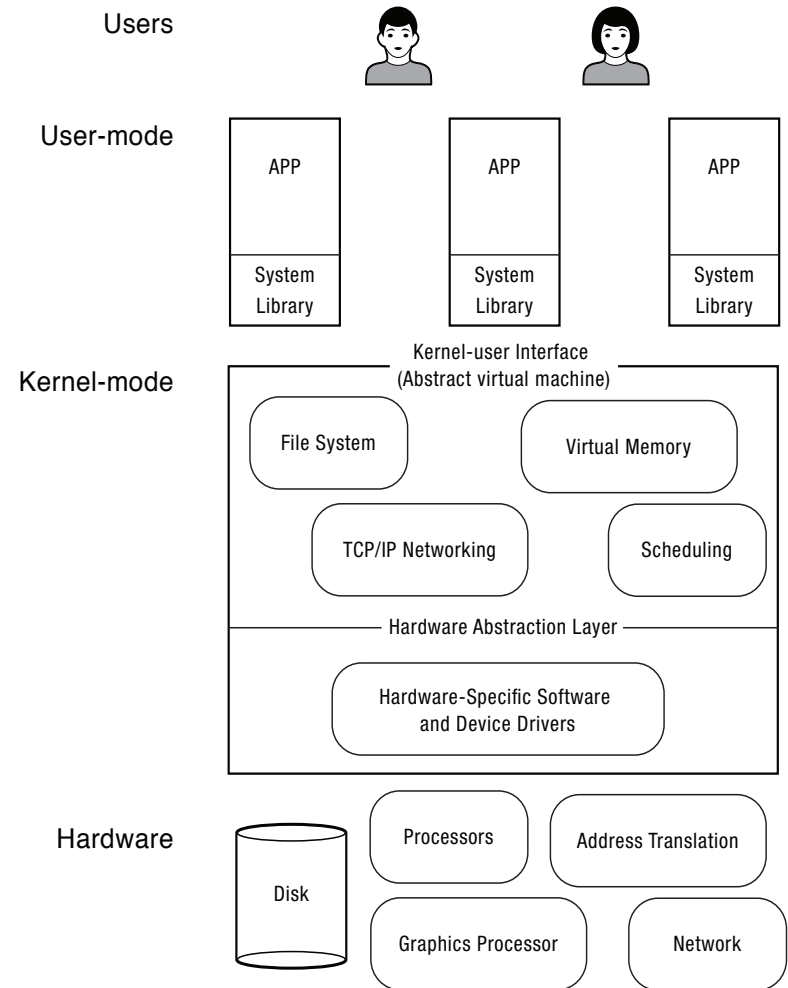 Users
User-mode
APP
APP
APP
System
Library
System
Library
System
Library
Kernel-mode
Kernel-user Interface
(Abstract virtual machine)
File System
Virtual Memory
TCP/IP Networking
Scheduling
Hardware Abstraction Layer
Hardware-Specific Software
and Device Drivers
Hardware
Disk
Processors
Address Translation
Graphics Processor
Network